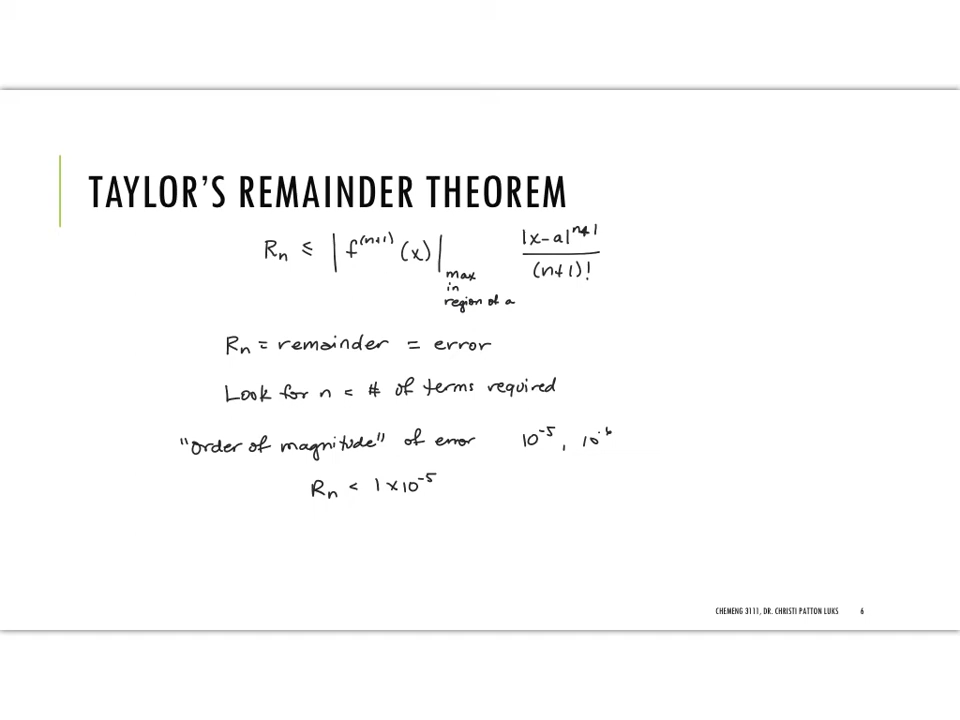 TAYLOR'S REMAINDER THEOREM
Rn ≤ |f^(n+1) (x)| max in region of a |x-a|^n+1 / (n+1)!
Rn = remainder = error
Look for n = # of terms required
"order of magnitude" of error 10^-5, 10^-6
Rn < 1 x 10^-5
CHEMENG 3111, DR. CHRISTI PATTON LUKS 6